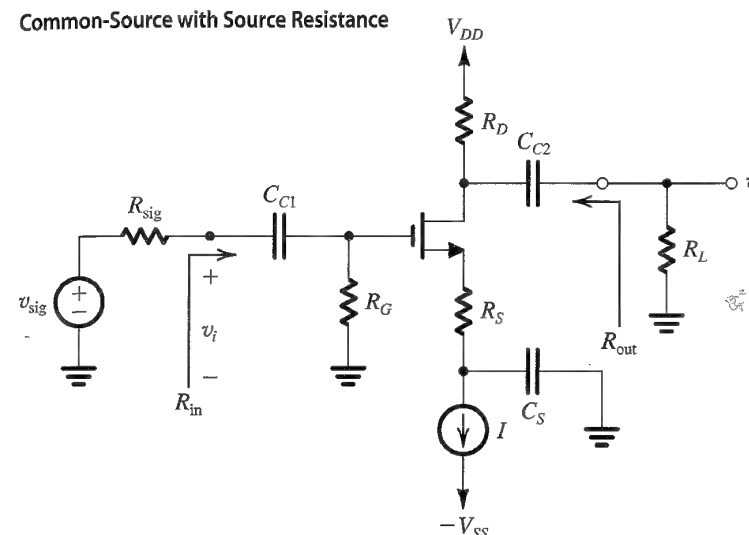 Common-Source with Source Resistance
V_DD
R_D
C_C2
R_sig
C_C1
R_L
+
v_sig
+
−
R_G
R_S
v_i
R_out
−
R_in
C_S
I
−V_SS